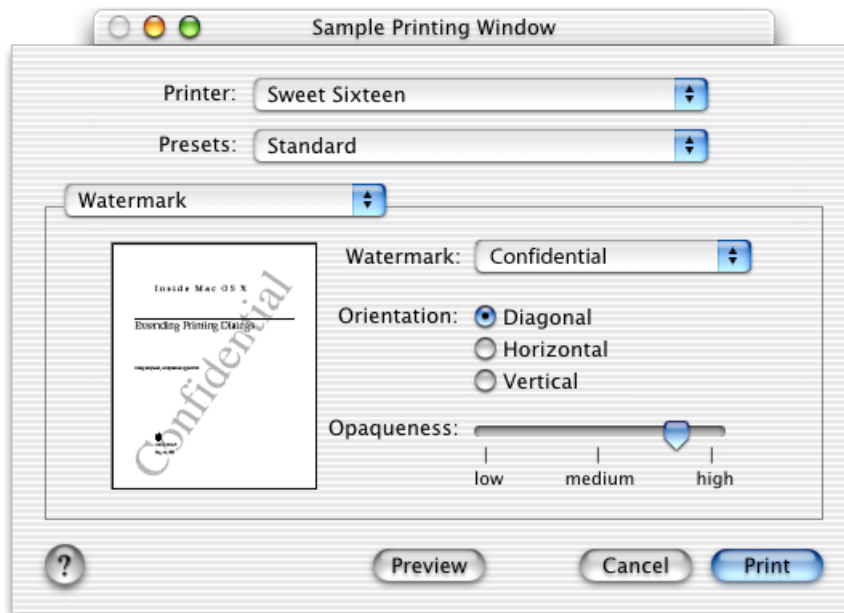 Sample Printing Window
Printer: Sweet Sixteen
Presets: Standard
Watermark
Watermark: Confidential
Inside Mac OS X
Extending Printing Dialogs
Confidential
Orientation: Diagonal
Horizontal
Vertical
Opaqueness:
low medium high
? Preview Cancel Print